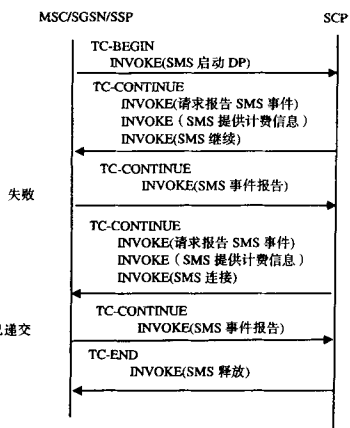 MSC/SGSN/SSP SCP
TC-BEGIN
INVOKE(SMS 启动 DP)
TC-CONTINUE
INVOKE(请求报告 SMS 事件)
INVOKE（SMS 提供计费信息）
INVOKE(SMS 继续)
TC-CONTINUE
INVOKE(SMS 事件报告)
失败
TC-CONTINUE
INVOKE(请求报告 SMS 事件)
INVOKE（SMS 提供计费信息）
INVOKE(SMS 连接)
TC-CONTINUE
INVOKE(SMS 事件报告)
递交
TC-END
INVOKE(SMS 释放)